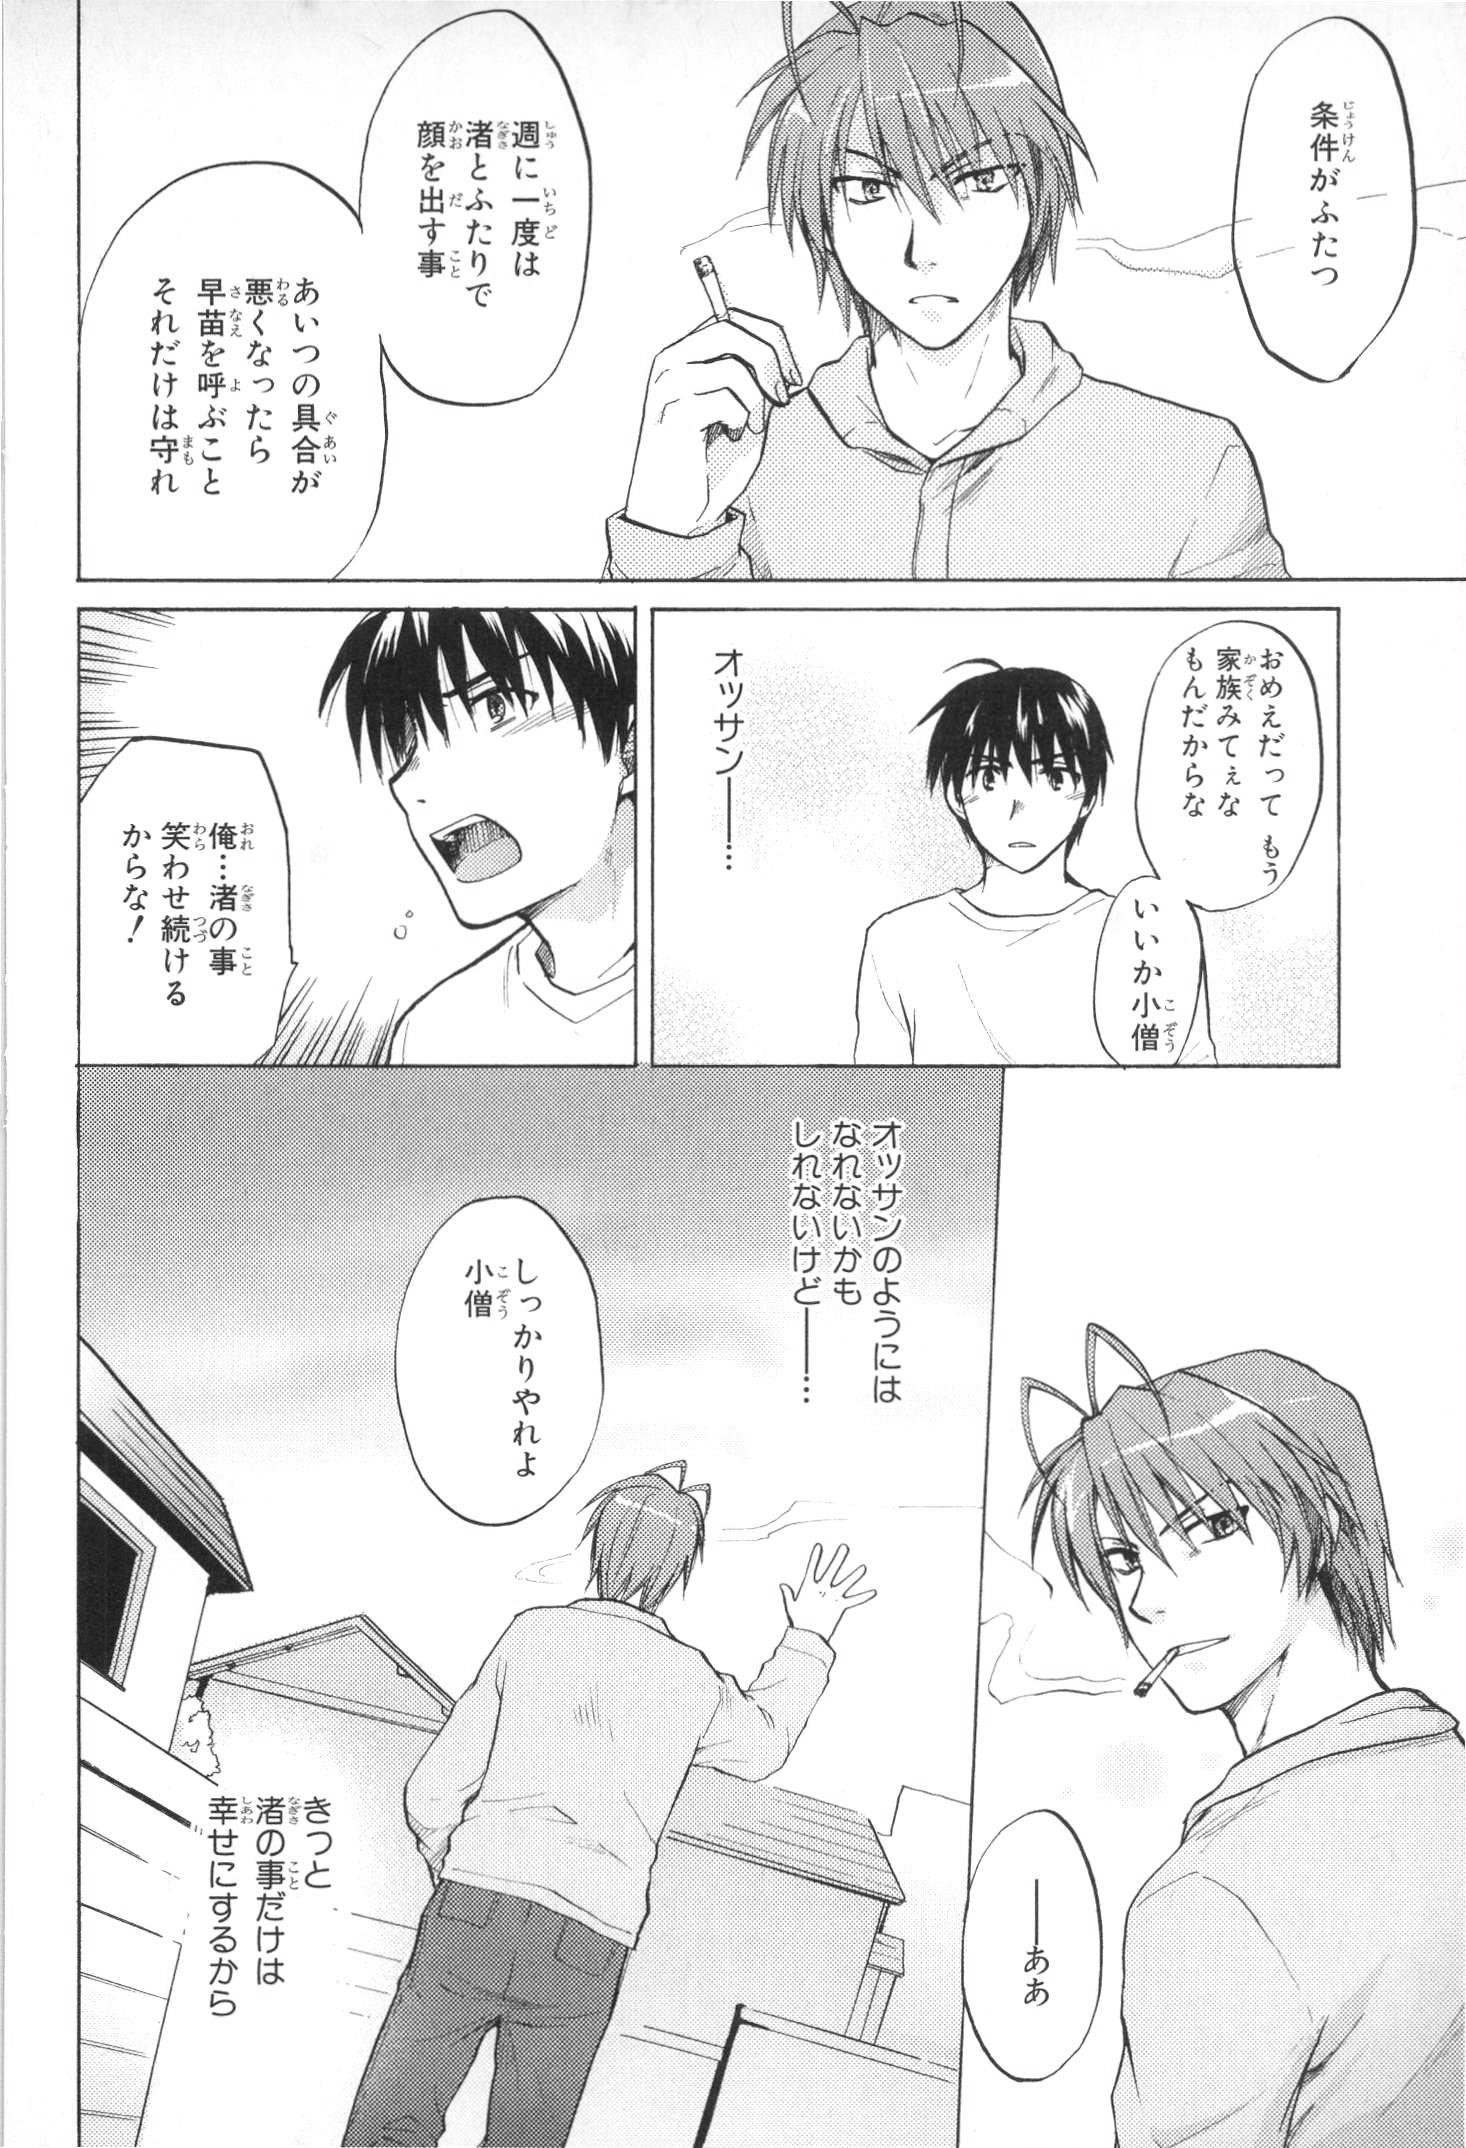 条件がふたつ
週に一度は
渚とふたりで
顔を出す事
あいつの具合が
悪くなったら
早苗を呼ぶこと
それだけは守れ
おめえだって もう
家族みてぇな
もんだからな
いいか小僧
オッサン――…
俺…渚の事
笑わせ続ける
からな!
オッサンのようには
なれないかも
しれないけど――…
――ああ
しっかりやれよ
小僧
きっと
渚の事だけは
幸せにするから